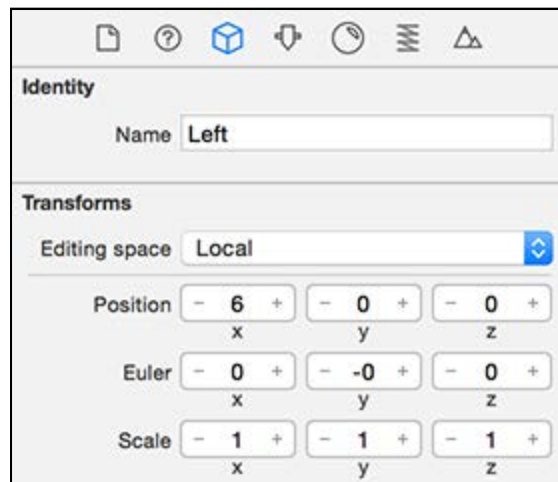 Identity
Name Left
Transforms
Editing space Local
Position - 6 + - 0 + - 0 +
x y z
Euler - 0 + - -0 + - 0 +
x y z
Scale - 1 + - 1 + - 1 +
x y z